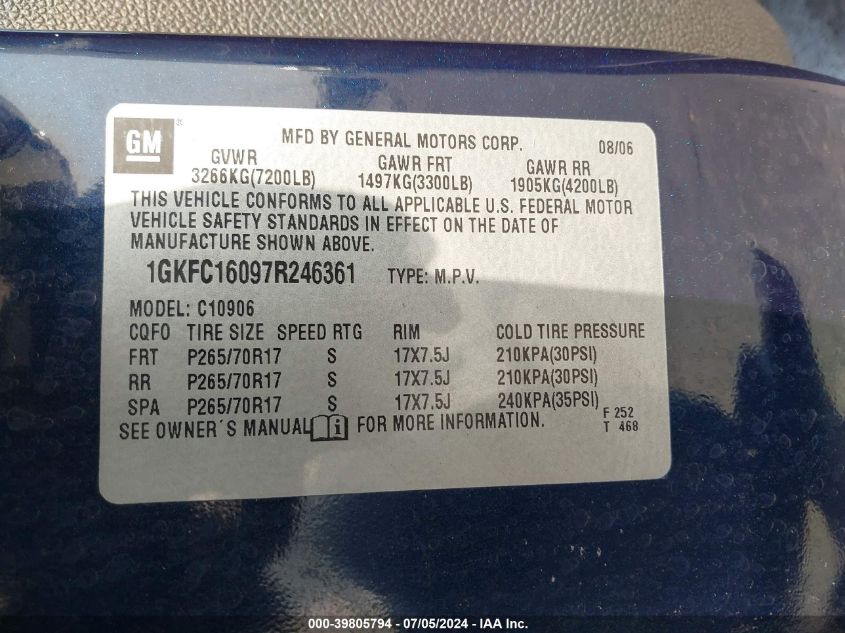 GM ®
MFD BY GENERAL MOTORS CORP. 08/06
GVWR GAWR FRT GAWR RR
3266KG(7200LB) 1497KG(3300LB) 1905KG(4200LB)
THIS VEHICLE CONFORMS TO ALL APPLICABLE U.S. FEDERAL MOTOR
VEHICLE SAFETY STANDARDS IN EFFECT ON THE DATE OF
MANUFACTURE SHOWN ABOVE.
1GKFC16097R246361 TYPE: M.P.V.
MODEL: C10906
CQFO TIRE SIZE SPEED RTG RIM COLD TIRE PRESSURE
FRT P265/70R17 S 17X7.5J 210KPA(30PSI)
RR P265/70R17 S 17X7.5J 210KPA(30PSI)
SPA P265/70R17 S 17X7.5J 240KPA(35PSI)
SEE OWNER'S MANUAL i FOR MORE INFORMATION.
F 252
T 468
000-39805794 - 07/05/2024 - IAA Inc.